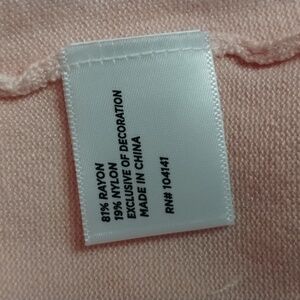 81% RAYON
19% NYLON
EXCLUSIVE OF DECORATION
MADE IN CHINA
RN# 104141